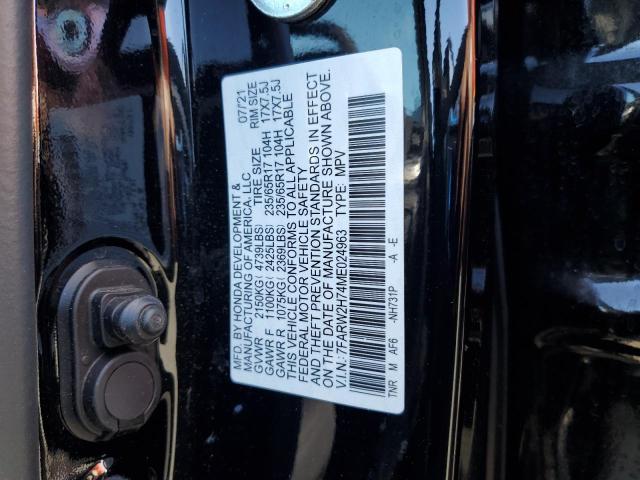 MFD. BY HONDA DEVELOPMENT &
MANUFACTURING OF AMERICA, LLC 07/'21
GVWR 2150KG( 4739LBS) TIRE SIZE RIM SIZE
GAWR F 1100KG( 2425LBS) 235/65R17 104H 17X7.5J
GAWR R 1075KG( 2369LBS) 235/65R17 104H 17X7.5J
THIS VEHICLE CONFORMS TO ALL APPLICABLE
FEDERAL MOTOR VEHICLE SAFETY
AND THEFT PREVENTION STANDARDS IN EFFECT
ON THE DATE OF MANUFACTURE SHOWN ABOVE.
V.I.N.: 7FARW2H74ME024963 TYPE: MPV
TNR M AF6 -NH731P -A -E